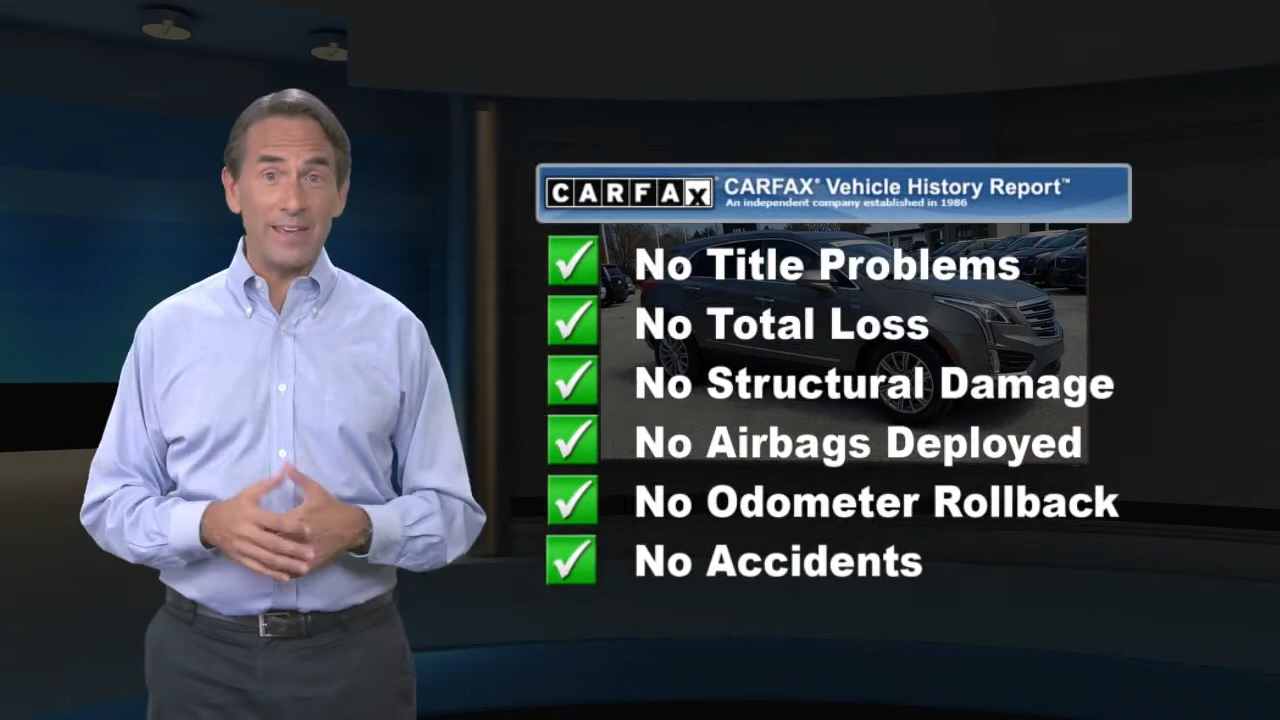 CARFAX® CARFAX® Vehicle History Report™
An independent company established in 1986
No Title Problems
No Total Loss
No Structural Damage
No Airbags Deployed
No Odometer Rollback
No Accidents